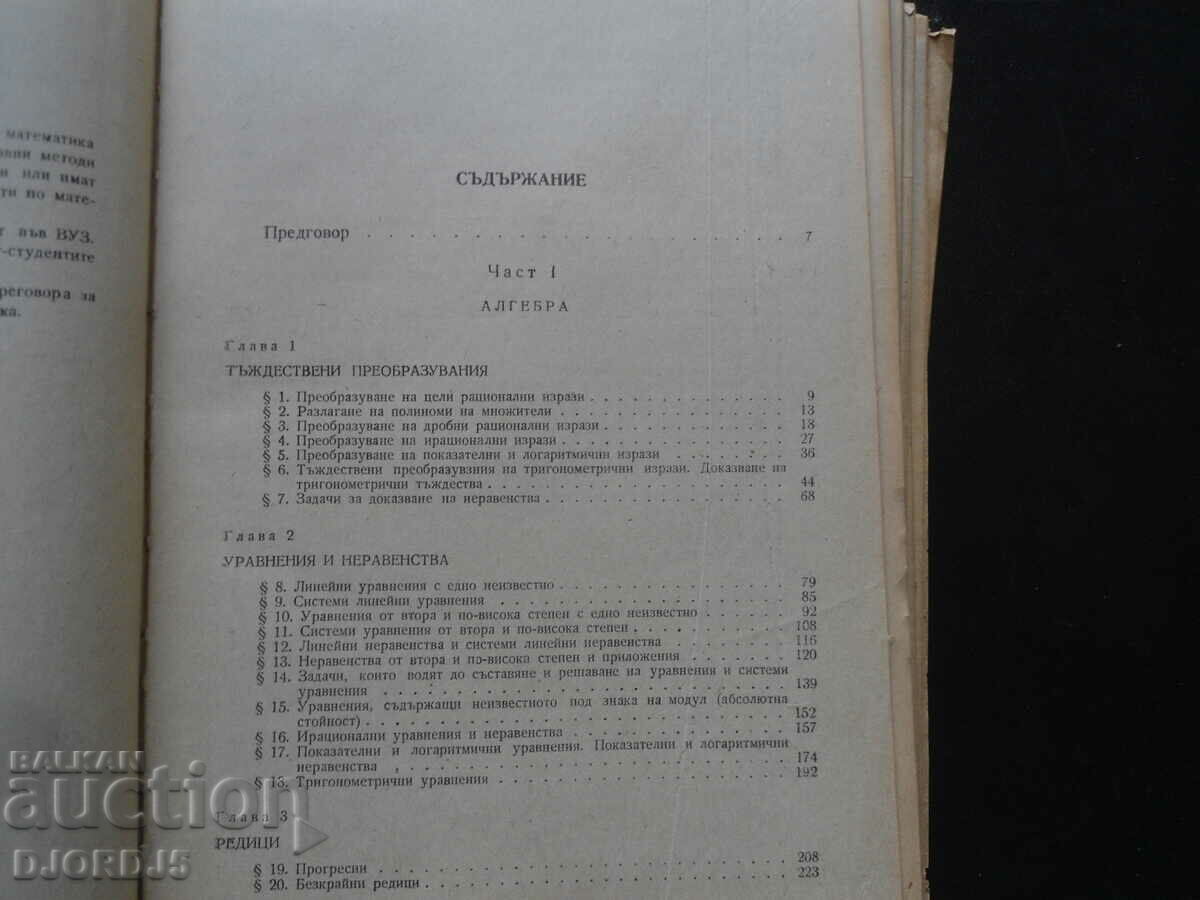 математика
методи
и или имат
ти по мате-
т във ВУЗ.
-студентите
реговора за
ка.
СЪДЪРЖАНИЕ
Предговор . . . . . . . . . . . . . . . . 7
Част I
АЛГЕБРА
Глава 1
ТЪЖДЕСТВЕНИ ПРЕОБРАЗУВАНИЯ
§ 1. Преобразуване на цели рационални изрази . . . . . . . . . . . 9
§ 2. Разлагане на полиноми на множители . . . . . . . . . . . . 13
§ 3. Преобразуване на дробни рационални изрази . . . . . . . . . . 18
§ 4. Преобразуване на ирационални изрази . . . . . . . . . . . . 27
§ 5. Преобразуване на показателни и логаритмични изрази . . . . . . . 36
§ 6. Тъждествени преобразувзния на тригонометрични изрази. Доказване на
тригонометрични тъждества . . . . . . . . . . . . . . . 44
§ 7. Задачи за доказване на неравенства . . . . . . . . . . . . . 68
Глава 2
УРАВНЕНИЯ И НЕРАВЕНСТВА
§ 8. Линейни уравнения с едно неизвестно . . . . . . . . . . . . 79
§ 9. Системи линейни уравнения . . . . . . . . . . . . . . . 85
§ 10. Уравнения от втора и по-висока степен с едно неизвестно . . . . . 92
§ 11. Системи уравнения от втора и по-висока степен . . . . . . . . 108
§ 12. Линейни неравенства и системи линейни неравенства . . . . . . 116
§ 13. Неравенства от втора и по-висока степен и приложения . . . . . 120
§ 14. Задачи, които водят до съставяне и решаване на уравнения и системи
уравнения . . . . . . . . . . . . . . . . . . . . 139
§ 15. Уравнения, съдържащи неизвестното под знака на модул (абсолютна
стойност) . . . . . . . . . . . . . . . . . . . . . 152
§ 16. Ирационални уравнения и неравенства . . . . . . . . . . . 157
§ 17. Показателни и логаритмични уравнения. Показателни и логаритмични
неравенства . . . . . . . . . . . . . . . . . . . . 174
§ 18. Тригонометрични уравнения . . . . . . . . . . . . . . . 192
Глава 3
РЕДИЦИ
§ 19. Прогресии . . . . . . . . . . . . . . . . . . . . . 208
§ 20. Безкрайни редици . . . . . . . . . . . . . . . . . . 223
BALKAN
auction
DJORDJ5